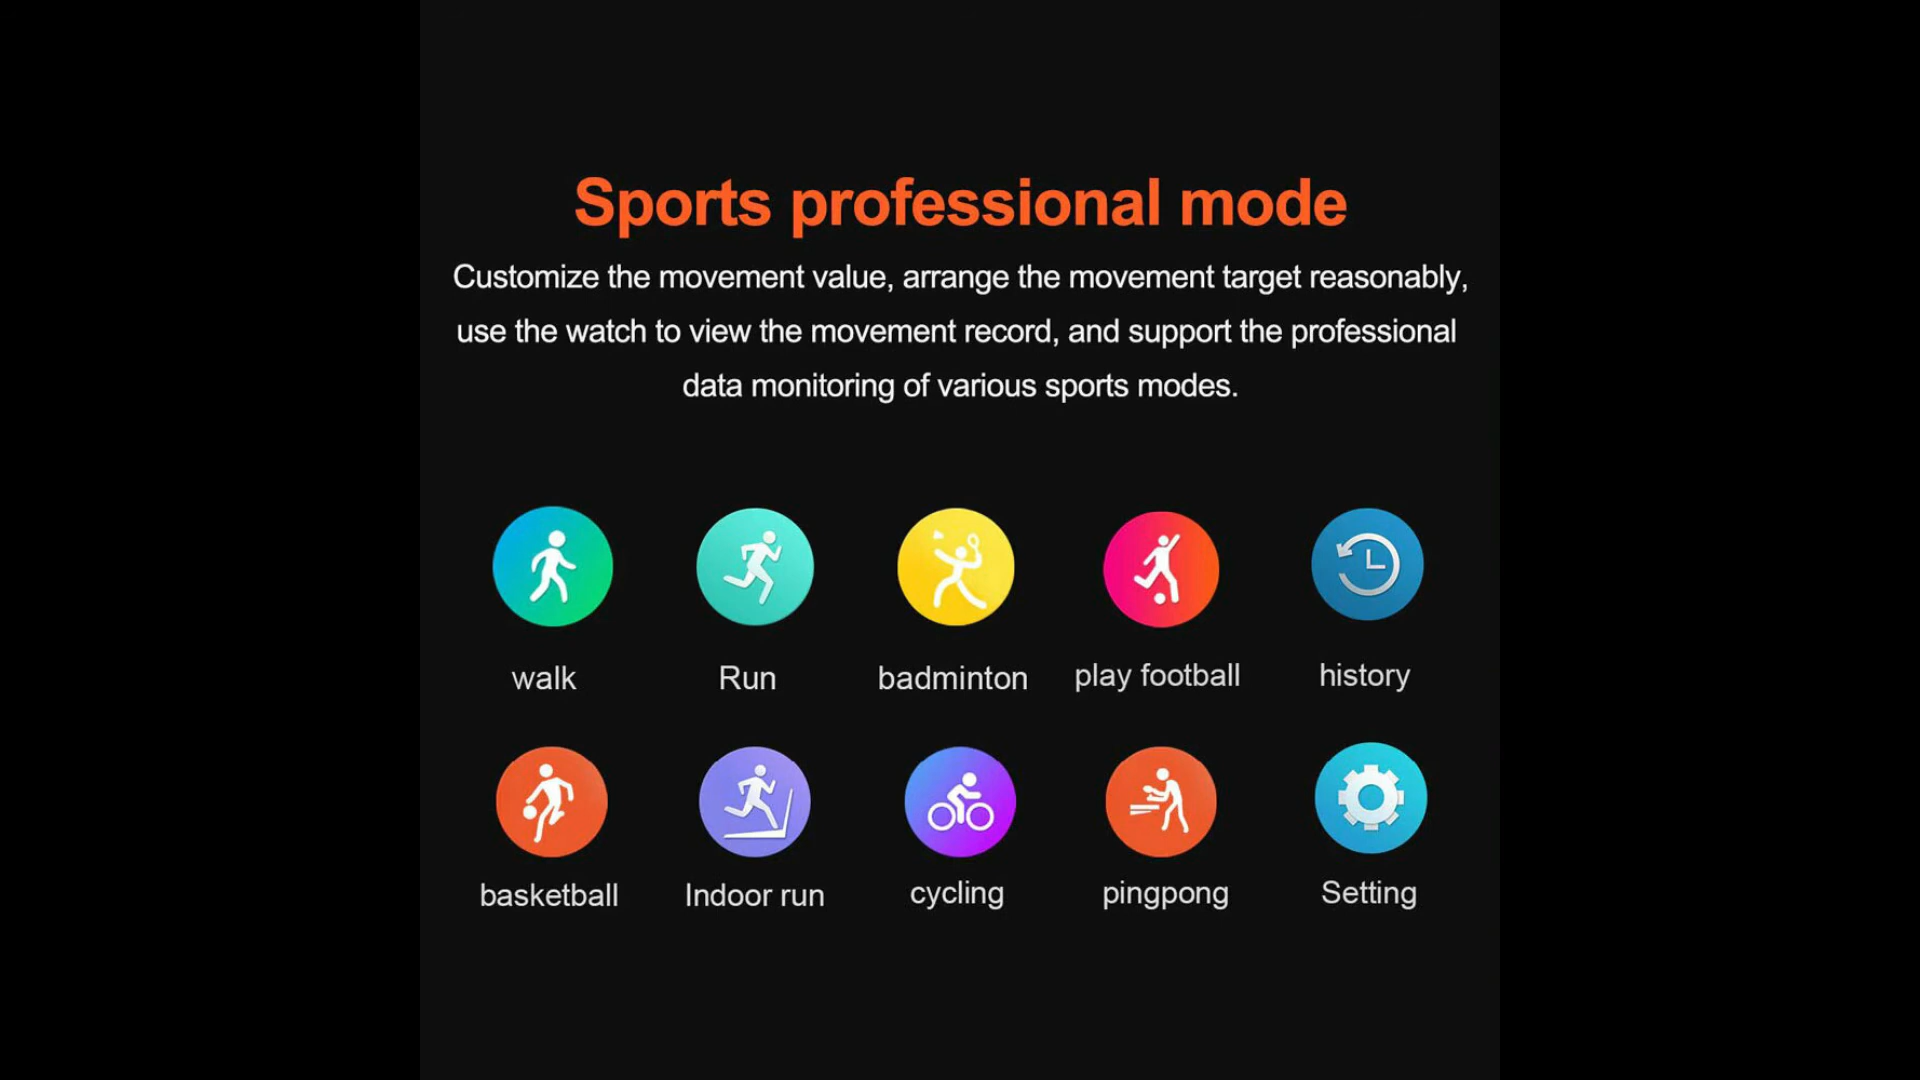 Sports professional mode
Customize the movement value, arrange the movement target reasonably,
use the watch to view the movement record, and support the professional
data monitoring of various sports modes.
walk
Run
badminton
play football
history
basketball
Indoor run
cycling
pingpong
Setting